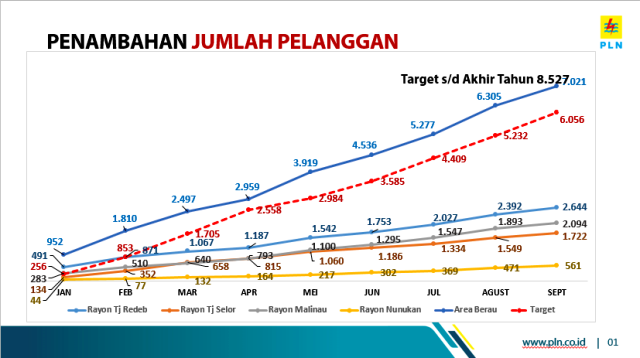 PENAMBAHAN JUMLAH PELANGGAN
PLN
Target s/d Akhir Tahun 8.527
952 1.810 2.497 2.959 3.919 4.536 5.277 6.305 7.021
256 853 1.705 2.558 2.984 3.585 4.409 5.232 6.056
491 871 1.067 1.187 1.542 1.753 2.027 2.392 2.644
283 510 640 793 1.100 1.295 1.547 1.893 2.094
134 352 658 815 1.060 1.186 1.334 1.549 1.722
44 77 132 164 217 302 369 471 561
JAN FEB MAR APR MEI JUN JUL AGUST SEPT
Rayon Tj Redeb Rayon Tj Selor Rayon Malinau Rayon Nunukan Area Berau Target
www.pln.co.id | 01